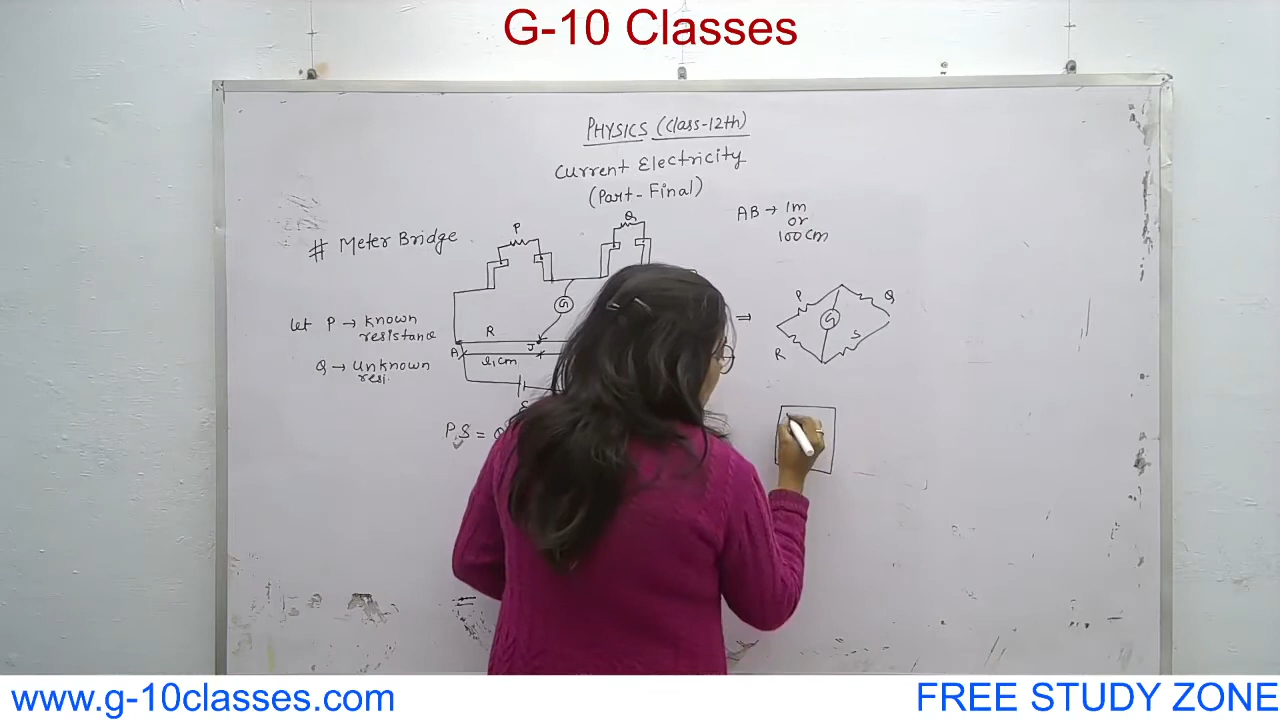 G-10 Classes
PHYSICS (Class-12th)
Current Electricity
(Part-Final)
# Meter Bridge
P
Q
AB → 1m
or
100cm
G
R
A
J
l₁cm
E
⇒
P
Q
G
R
S
Let P → known
resistance
Q → Unknown
resi.
P.S = Q
www.g-10classes.com
FREE STUDY ZONE